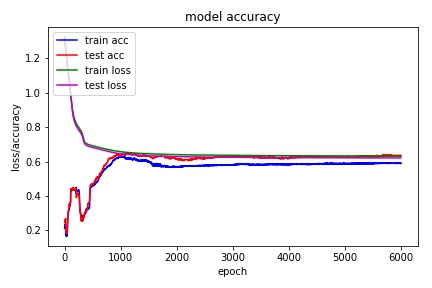 model accuracy
train acc
test acc
train loss
test loss
loss/accuracy
1.2
1.0
0.8
0.6
0.4
0.2
0
1000
2000
3000
4000
5000
6000
epoch